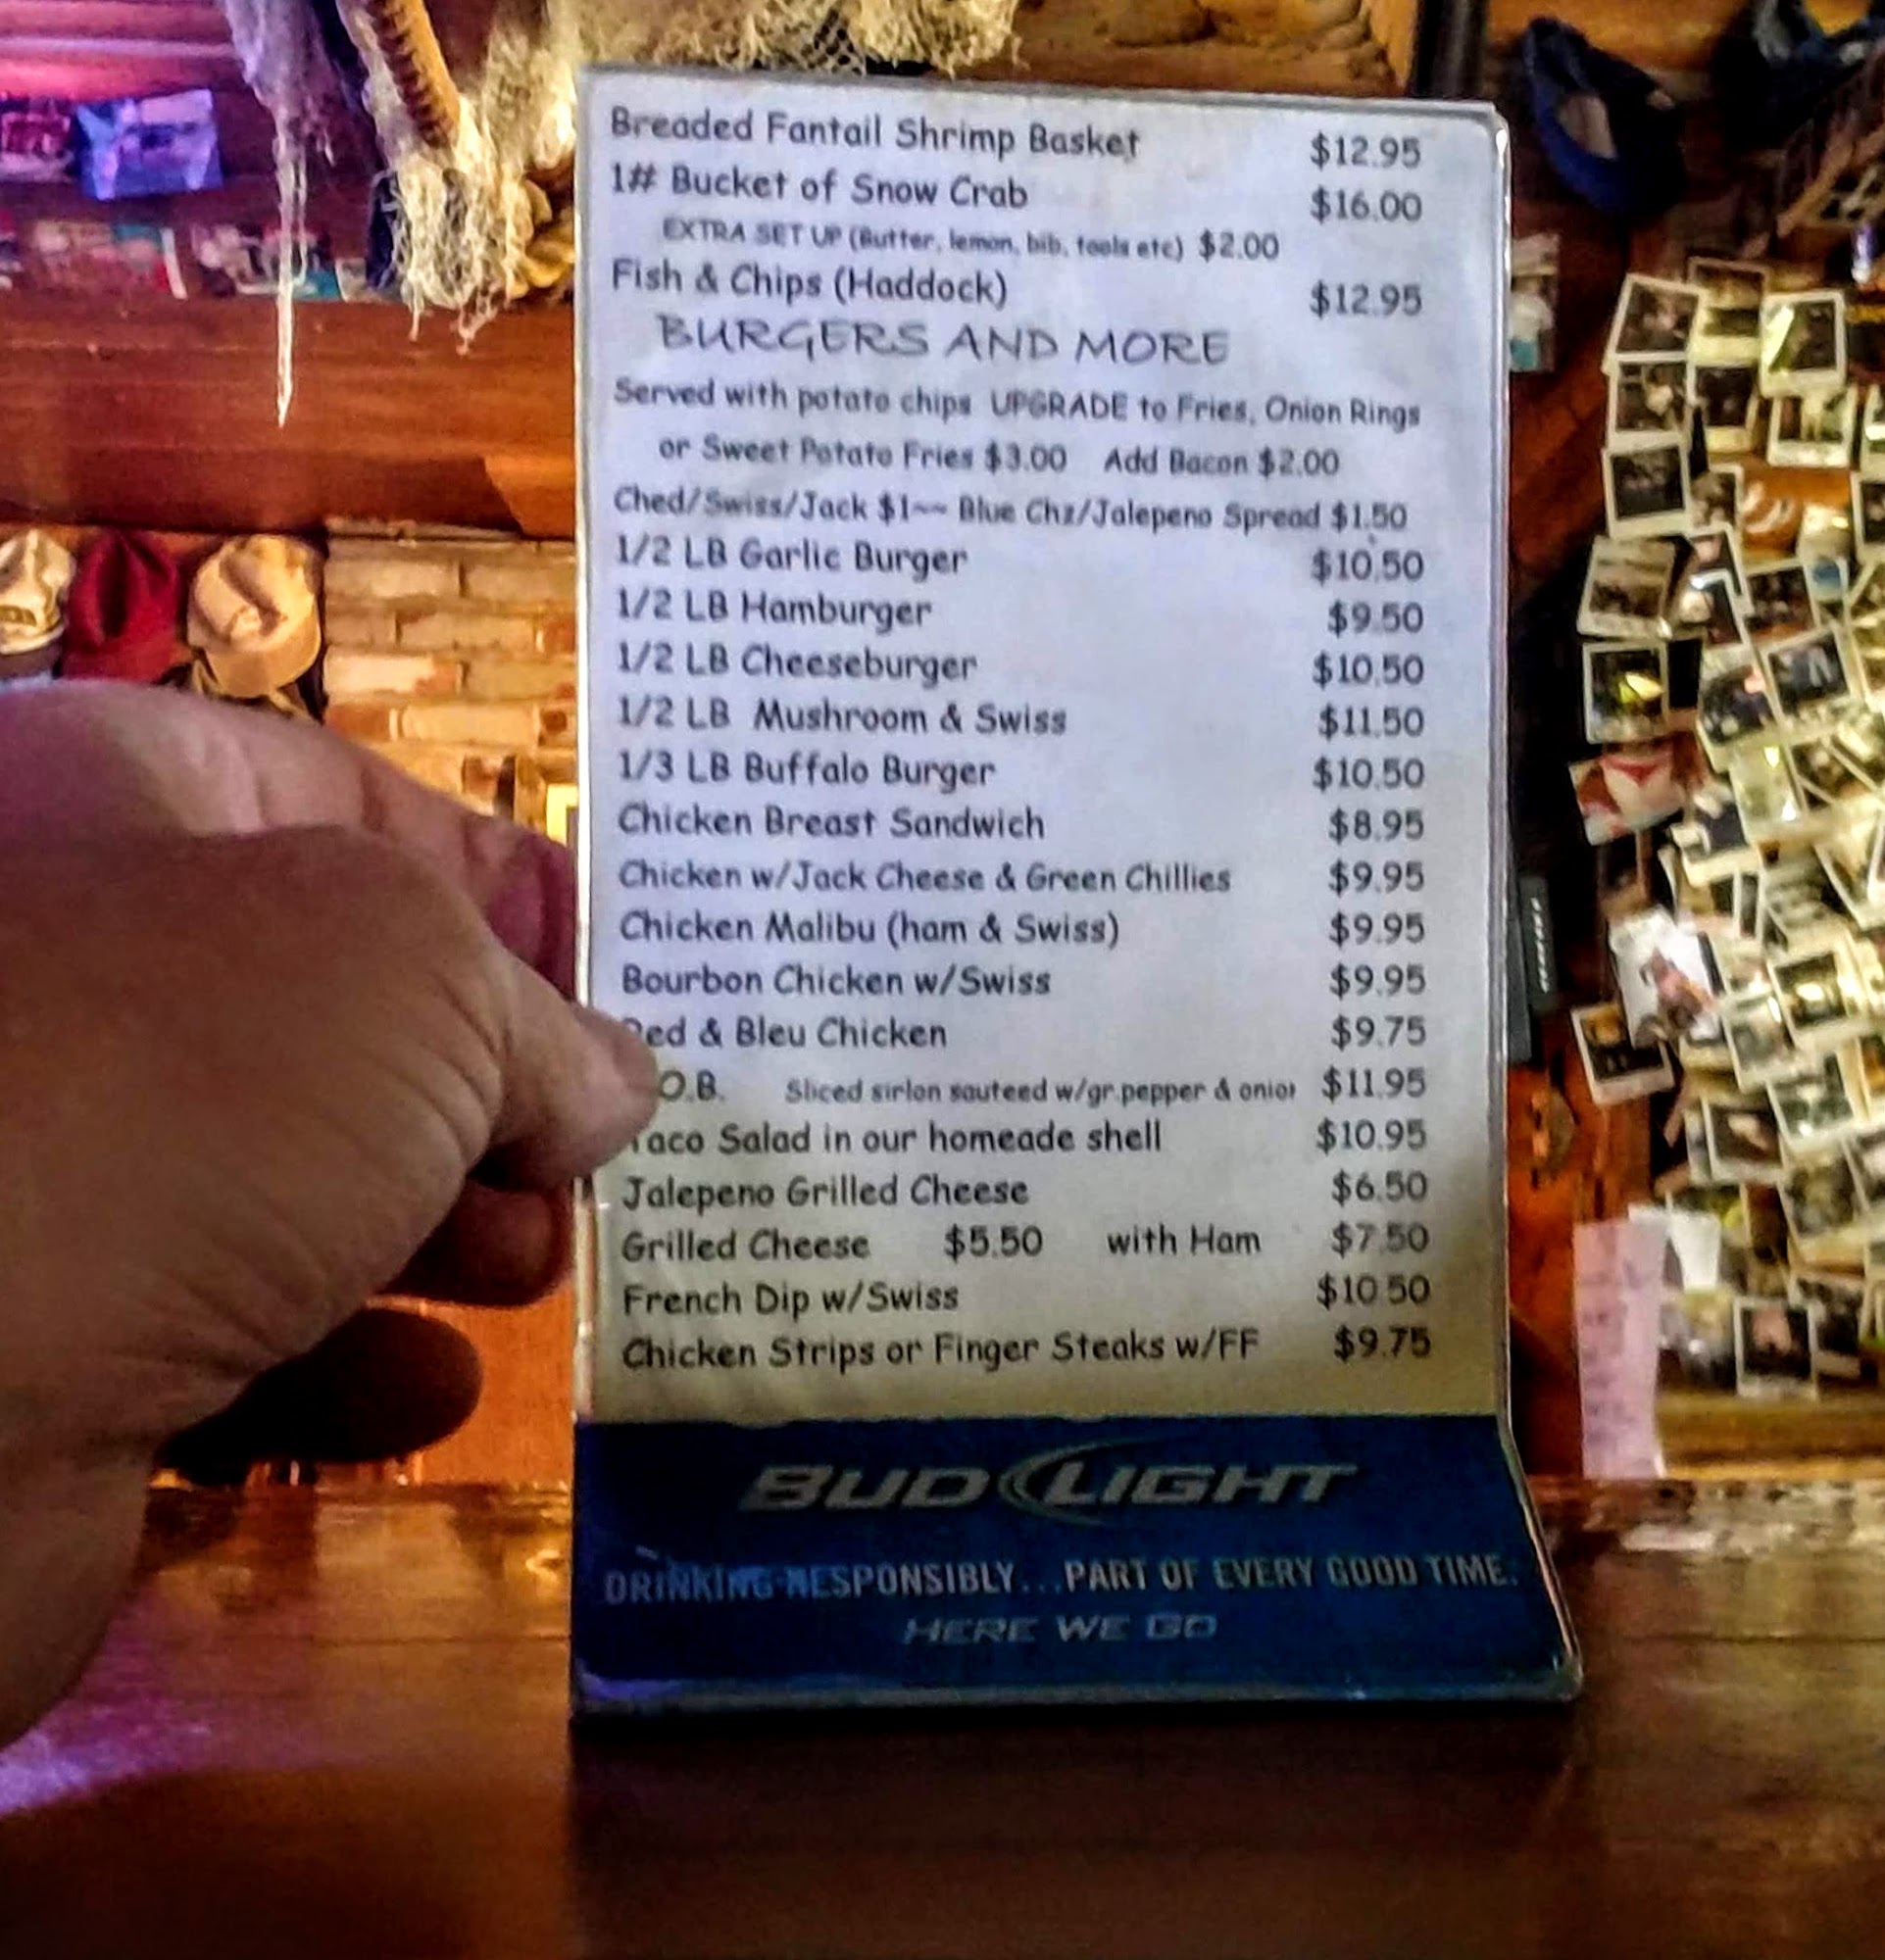 Breaded Fantail Shrimp Basket $12.95
1# Bucket of Snow Crab $16.00
EXTRA SET UP (Butter, lemon, bib, tools etc) $2.00
Fish & Chips (Haddock) $12.95
BURGERS AND MORE
Served with potato chips UPGRADE to Fries, Onion Rings
or Sweet Potato Fries $3.00 Add Bacon $2.00
Ched/Swiss/Jack $1~~ Blue Chz/Jalepeno Spread $1.50
1/2 LB Garlic Burger $10.50
1/2 LB Hamburger $9.50
1/2 LB Cheeseburger $10.50
1/2 LB Mushroom & Swiss $11.50
1/3 LB Buffalo Burger $10.50
Chicken Breast Sandwich $8.95
Chicken w/Jack Cheese & Green Chillies $9.95
Chicken Malibu (ham & Swiss) $9.95
Bourbon Chicken w/Swiss $9.95
Red & Bleu Chicken $9.75
O.B. Sliced sirlon sauteed w/gr.pepper & onion $11.95
Taco Salad in our homeade shell $10.95
Jalepeno Grilled Cheese $6.50
Grilled Cheese $5.50 with Ham $7.50
French Dip w/Swiss $10.50
Chicken Strips or Finger Steaks w/FF $9.75
BUD LIGHT
DRINKING RESPONSIBLY...PART OF EVERY GOOD TIME.
HERE WE GO